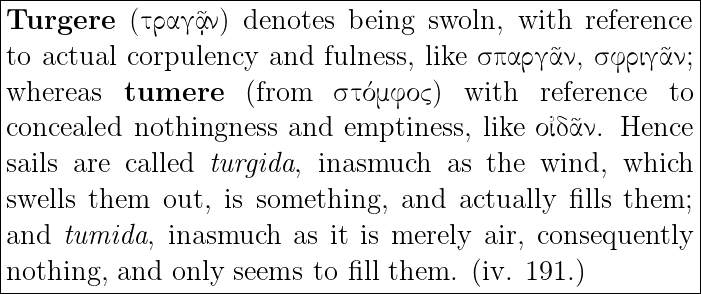 Turgere (τραγᾷν) denotes being swoln, with reference
to actual corpulency and fulness, like σπαργᾶν, σφριγᾶν;
whereas tumere (from στόμφος) with reference to
concealed nothingness and emptiness, like οἰδᾶν. Hence
sails are called turgida, inasmuch as the wind, which
swells them out, is something, and actually fills them;
and tumida, inasmuch as it is merely air, consequently
nothing, and only seems to fill them. (iv. 191.)